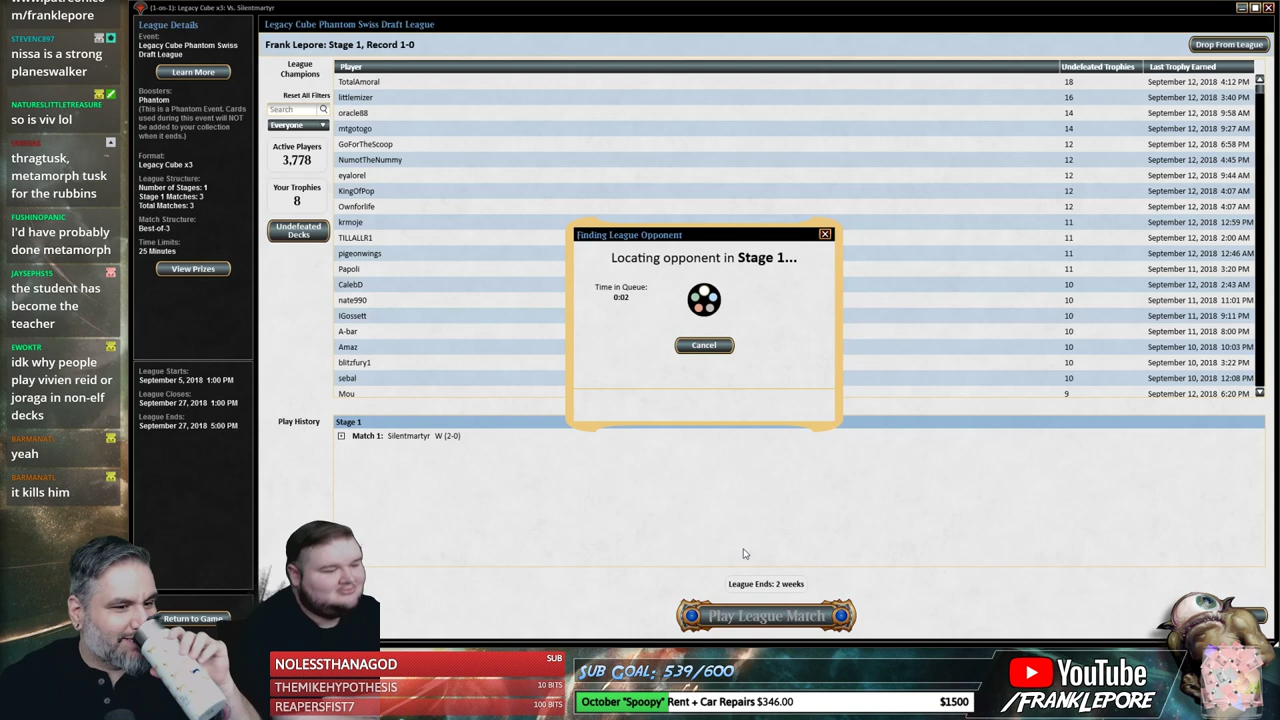 www.patreon.co
m/franklepore
STEVENC897
nissa is a strong
planeswalker
NATURESLITTLETREASURE
so is viv lol
thragtusk,
metamorph tusk
for the rubbins
FUSHINOPANIC
I'd have probably
done metamorph
JAYSEPHS15
the student has
become the
teacher
EWOKTR
idk why people
play vivien reid or
joraga in non-elf
decks
BARMANATL
yeah
BARMANATL
it kills him
(1-on-1): Legacy Cube x3: Vs. Silentmartyr
League Details
Event:
Legacy Cube Phantom Swiss
Draft League
Learn More
Boosters:
Phantom
(This is a Phantom Event. Cards
used during this event will NOT
be added to your collection
when it ends.)
Format:
Legacy Cube x3
League Structure:
Number of Stages: 1
Stage 1 Matches: 3
Total Matches: 3
Match Structure:
Best-of-3
Time Limits:
25 Minutes
View Prizes
League Starts:
September 5, 2018 1:00 PM
League Closes:
September 27, 2018 1:00 PM
League Ends:
September 27, 2018 5:00 PM
Return to Game
Legacy Cube Phantom Swiss Draft League
Frank Lepore: Stage 1, Record 1-0
Drop From League
League
Champions
Reset All Filters
Search
Everyone
Active Players
3,778
Your Trophies
8
Undefeated
Decks
Player Undefeated Trophies Last Trophy Earned
TotalAmoral 18 September 12, 2018 4:12 PM
littlemizer 16 September 12, 2018 3:40 PM
oracle88 14 September 12, 2018 9:58 AM
mtgotogo 14 September 12, 2018 9:27 AM
GoForTheScoop 12 September 12, 2018 6:58 PM
NumotTheNummy 12 September 12, 2018 4:45 PM
eyalorel 12 September 12, 2018 9:44 AM
KingOfPop 12 September 12, 2018 4:07 AM
Ownforlife 12 September 12, 2018 4:07 AM
krmoje 11 September 12, 2018 12:59 PM
TILLALLR1 11 September 12, 2018 2:00 AM
pigeonwings 11 September 12, 2018 12:46 AM
Papoli 11 September 11, 2018 3:20 PM
CalebD 10 September 12, 2018 2:43 AM
nate990 10 September 11, 2018 11:01 PM
IGossett 10 September 11, 2018 9:11 PM
A-bar 10 September 11, 2018 8:00 PM
Amaz 10 September 10, 2018 10:03 PM
blitzfury1 10 September 10, 2018 3:22 PM
sebal 10 September 10, 2018 12:08 PM
Mou 9 September 12, 2018 6:20 PM
Finding League Opponent
Locating opponent in Stage 1...
Time in Queue:
0:02
Cancel
Play History
Stage 1
Match 1: Silentmartyr W (2-0)
League Ends: 2 weeks
Play League Match
NOLESSTHANAGOD SUB
THEMIKEHYPOTHESIS 10 BITS
REAPERSFIST7 100 BITS
SUB GOAL: 539/600
October "Spoopy" Rent + Car Repairs $346.00 $1500
YouTube
/FRANKLEPORE